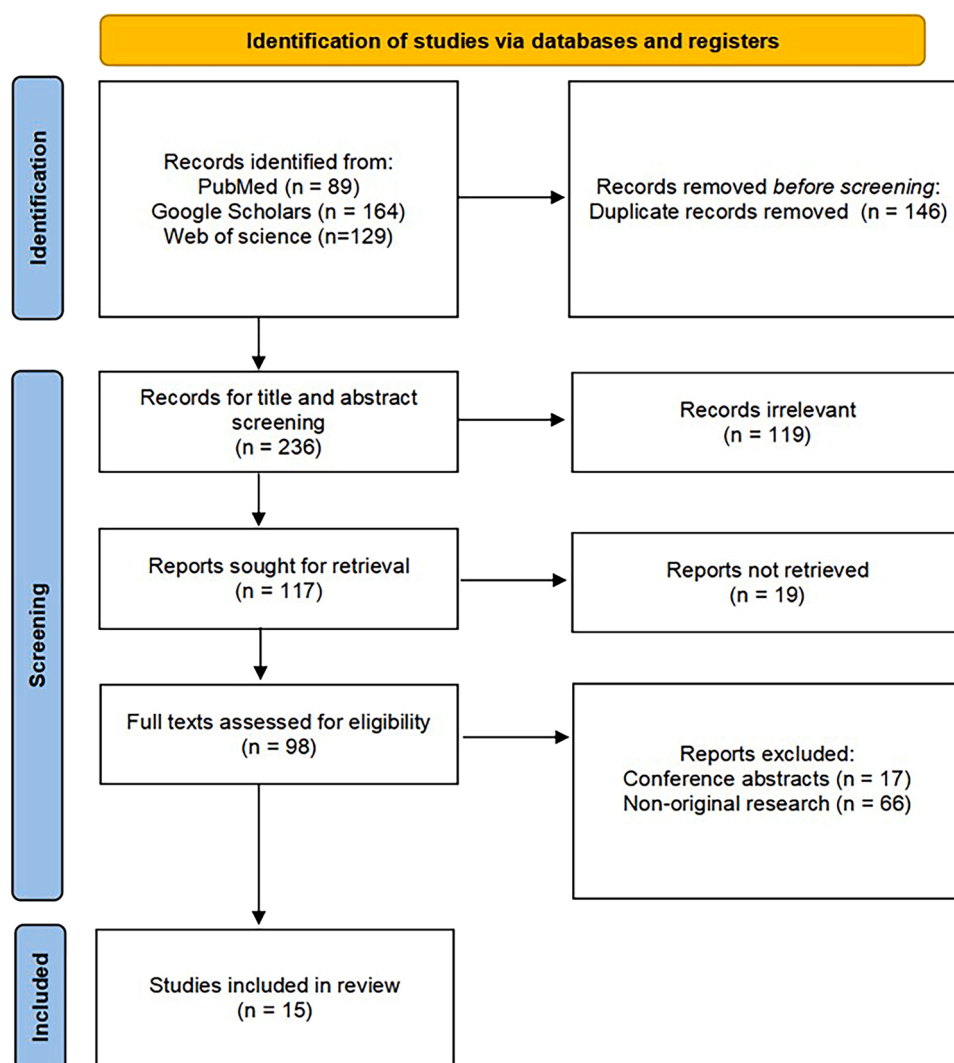 Identification of studies via databases and registers
Identification
Records identified from:
PubMed (n = 89)
Google Scholars (n = 164)
Web of science (n=129)
Records removed before screening:
Duplicate records removed (n = 146)
Screening
Records for title and abstract
screening
(n = 236)
Records irrelevant
(n = 119)
Reports sought for retrieval
(n = 117)
Reports not retrieved
(n = 19)
Full texts assessed for eligibility
(n = 98)
Reports excluded:
Conference abstracts (n = 17)
Non-original research (n = 66)
Included
Studies included in review
(n = 15)